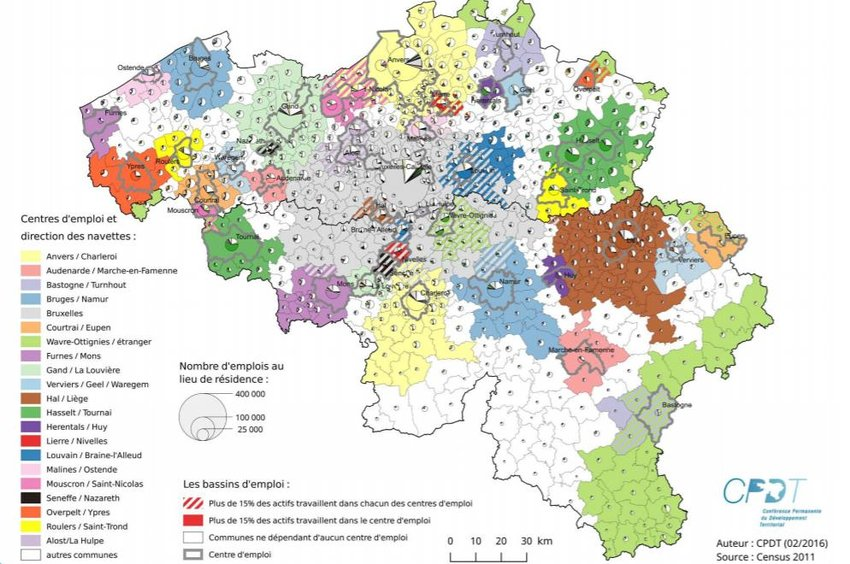 Turnhout
Bruges
Anvers
Ostende
Overpelt
Nicolas
Geel
Herentals
Furnes
Gand
Hasselt
Malines
Roulers
Ypres
Alost
Audenarde
Saint-Trond
Courtrai
Mouscron
Hal
Wavre-Ottignies
Tournai
Braine-l'Alleud
Eupen
Verviers
Nivelles
Huy
Mons
Namur
Charleroi
Marche-en-Famenne
Bastogne
Centres d'emploi et
direction des navettes :
Anvers / Charleroi
Audenarde / Marche-en-Famenne
Bastogne / Turnhout
Bruges / Namur
Bruxelles
Courtrai / Eupen
Wavre-Ottignies / étranger
Furnes / Mons
Gand / La Louvière
Verviers / Geel / Waregem
Hal / Liège
Hasselt / Tournai
Herentals / Huy
Lierre / Nivelles
Louvain / Braine-l'Alleud
Malines / Ostende
Mouscron / Saint-Nicolas
Seneffe / Nazareth
Overpelt / Ypres
Roulers / Saint-Trond
Alost/La Hulpe
autres communes
Nombre d'emplois au
lieu de résidence :
400 000
100 000
25 000
Les bassins d'emploi :
Plus de 15% des actifs travaillent dans chacun des centres d'emploi
Plus de 15% des actifs travaillent dans le centre d'emploi
Communes ne dépendant d'aucun centre d'emploi
Centre d'emploi
0 10 20 30 km
CPDT
Conférence Permanente
du Développement
Territorial
Auteur : CPDT (02/2016)
Source : Census 2011